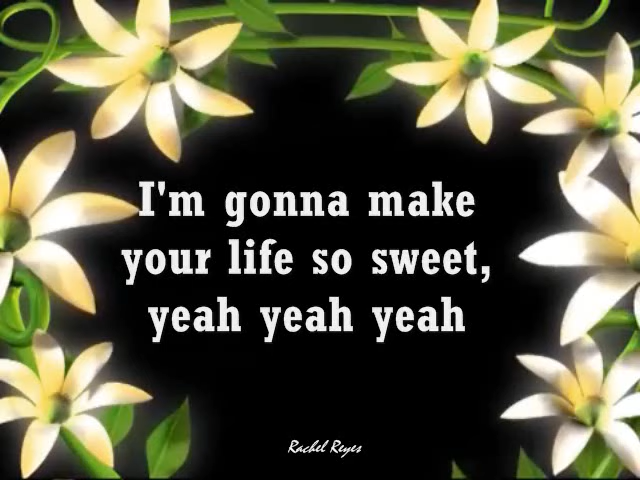 I'm gonna make
your life so sweet,
yeah yeah yeah
Rachel Reyes